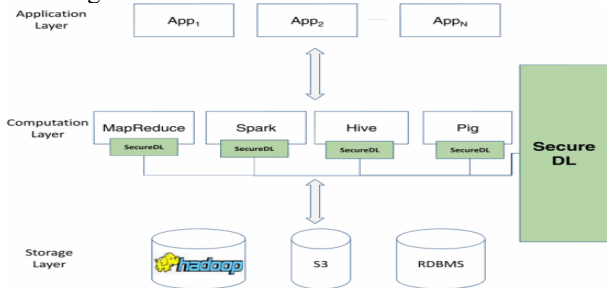 Application
Layer
App1
App2
AppN
Computation
Layer
MapReduce
Spark
Hive
Pig
SecureDL
SecureDL
SecureDL
SecureDL
Secure
DL
Storage
Layer
hadoop
S3
RDBMS